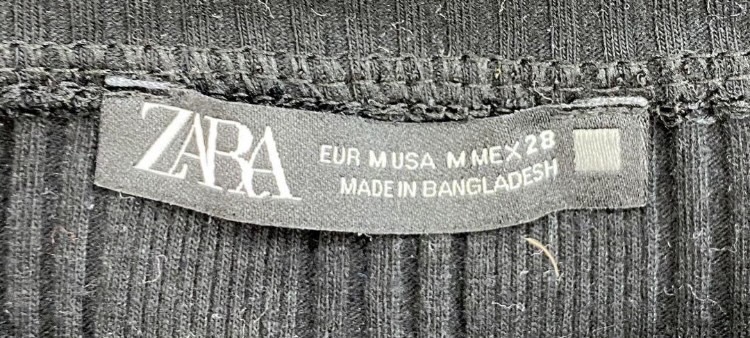 ZARA
EUR M USA M MEX 28
MADE IN BANGLADESH